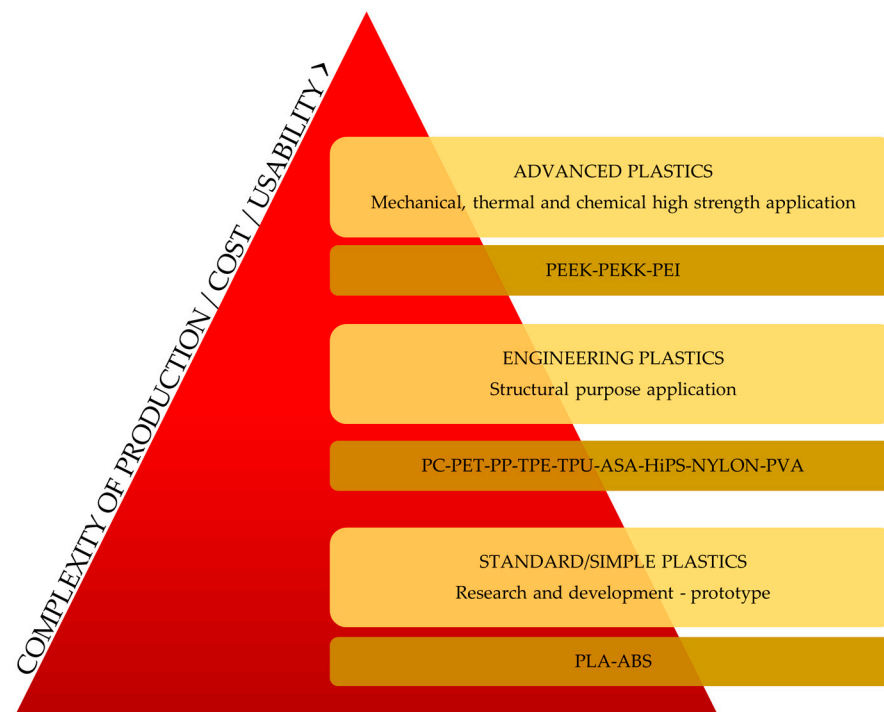 COMPLEXITY OF PRODUCTION / COST / USABILITY >
ADVANCED PLASTICS
Mechanical, thermal and chemical high strength application
PEEK-PEKK-PEI
ENGINEERING PLASTICS
Structural purpose application
PC-PET-PP-TPE-TPU-ASA-HiPS-NYLON-PVA
STANDARD/SIMPLE PLASTICS
Research and development - prototype
PLA-ABS